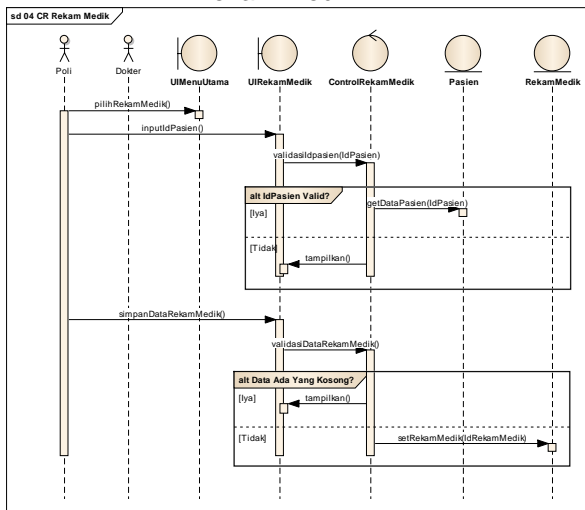 sd 04 CR Rekam Medik
Poli
Dokter
UIMenuUtama
UIRekamMedik
ControlRekamMedik
Pasien
RekamMedik
pilihRekamMedik()
inputIdPasien()
validasiIdpasien(IdPasien)
alt IdPasien Valid?
[Iya]
getDataPasien(IdPasien)
[Tidak]
tampilkan()
simpanDataRekamMedik()
validasiDataRekamMedik()
alt Data Ada Yang Kosong?
[Iya]
tampilkan()
[Tidak]
setRekamMedik(IdRekamMedik)